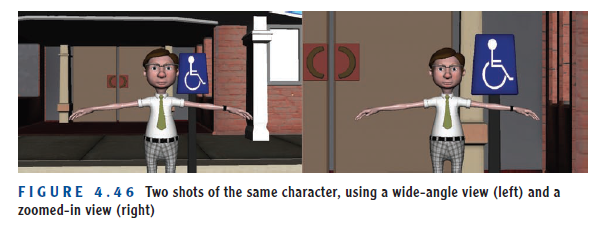 FIGURE 4.46 Two shots of the same character, using a wide-angle view (left) and a
zoomed-in view (right)